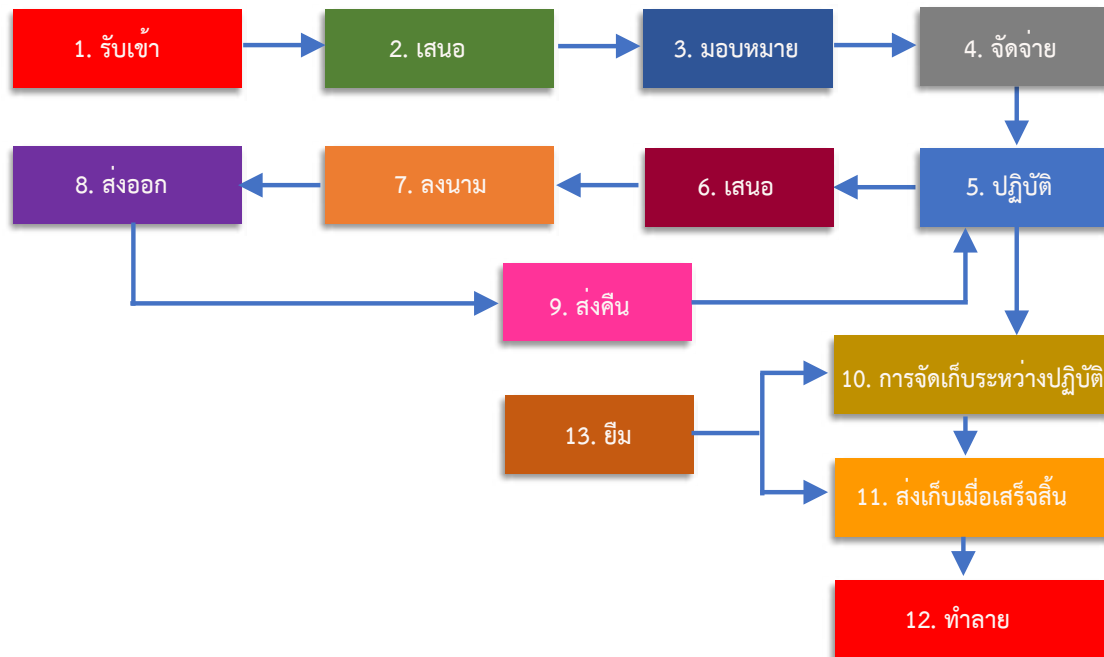 1. รับเข้า
2. เสนอ
3. มอบหมาย
4. จัดจ่าย
8. ส่งออก
7. ลงนาม
6. เสนอ
5. ปฏิบัติ
9. ส่งคืน
10. การจัดเก็บระหว่างปฏิบัติ
13. ยืม
11. ส่งเก็บเมื่อเสร็จสิ้น
12. ทำลาย